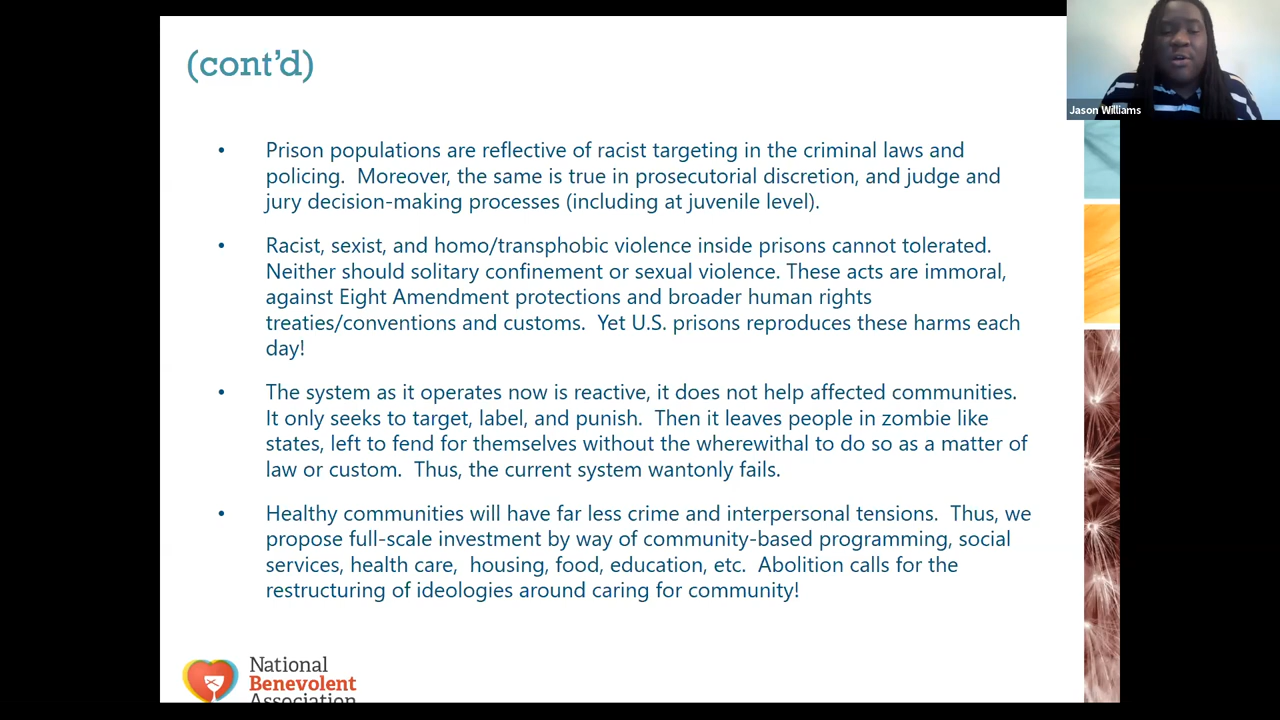 (cont'd)
Jason Williams
• Prison populations are reflective of racist targeting in the criminal laws and
policing.  Moreover, the same is true in prosecutorial discretion, and judge and
jury decision-making processes (including at juvenile level).
• Racist, sexist, and homo/transphobic violence inside prisons cannot tolerated.
Neither should solitary confinement or sexual violence. These acts are immoral,
against Eight Amendment protections and broader human rights
treaties/conventions and customs.  Yet U.S. prisons reproduces these harms each
day!
• The system as it operates now is reactive, it does not help affected communities.
It only seeks to target, label, and punish.  Then it leaves people in zombie like
states, left to fend for themselves without the wherewithal to do so as a matter of
law or custom.  Thus, the current system wantonly fails.
• Healthy communities will have far less crime and interpersonal tensions.  Thus, we
propose full-scale investment by way of community-based programming, social
services, health care,  housing, food, education, etc.  Abolition calls for the
restructuring of ideologies around caring for community!
National
Benevolent
Association